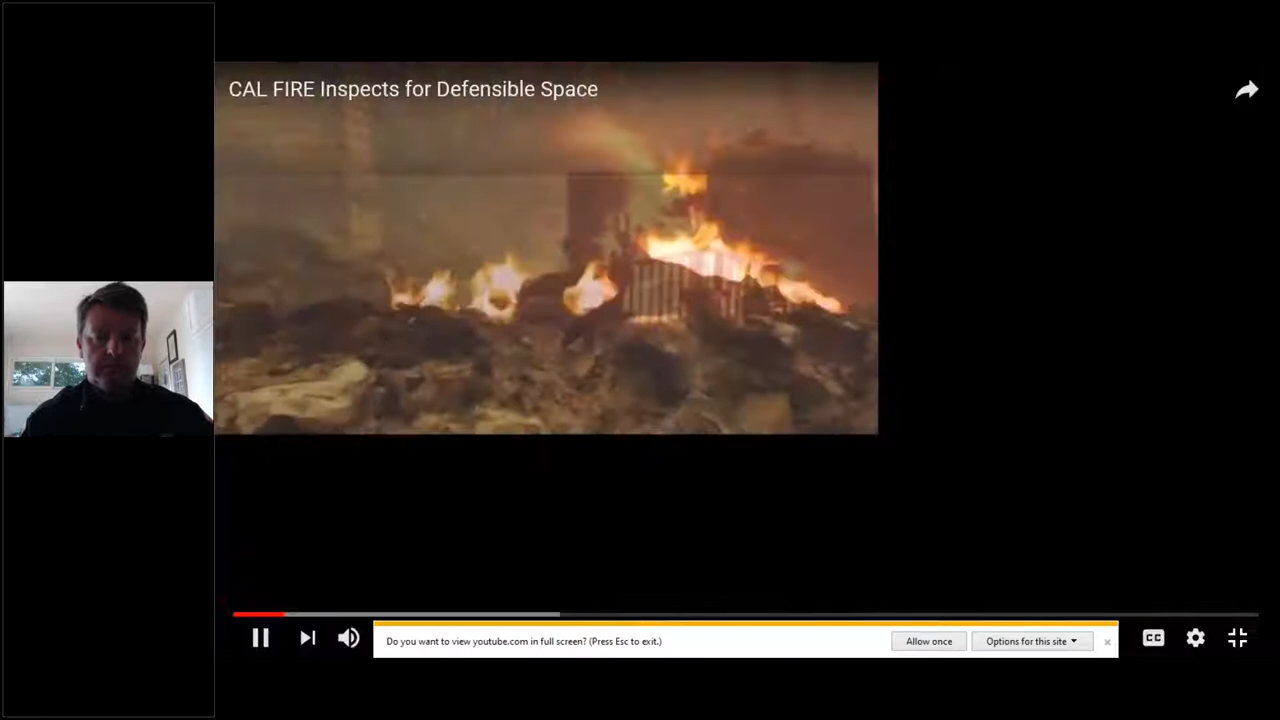 CAL FIRE Inspects for Defensible Space
Do you want to view youtube.com in full screen? (Press Esc to exit.)
Allow once
Options for this site
×
CC